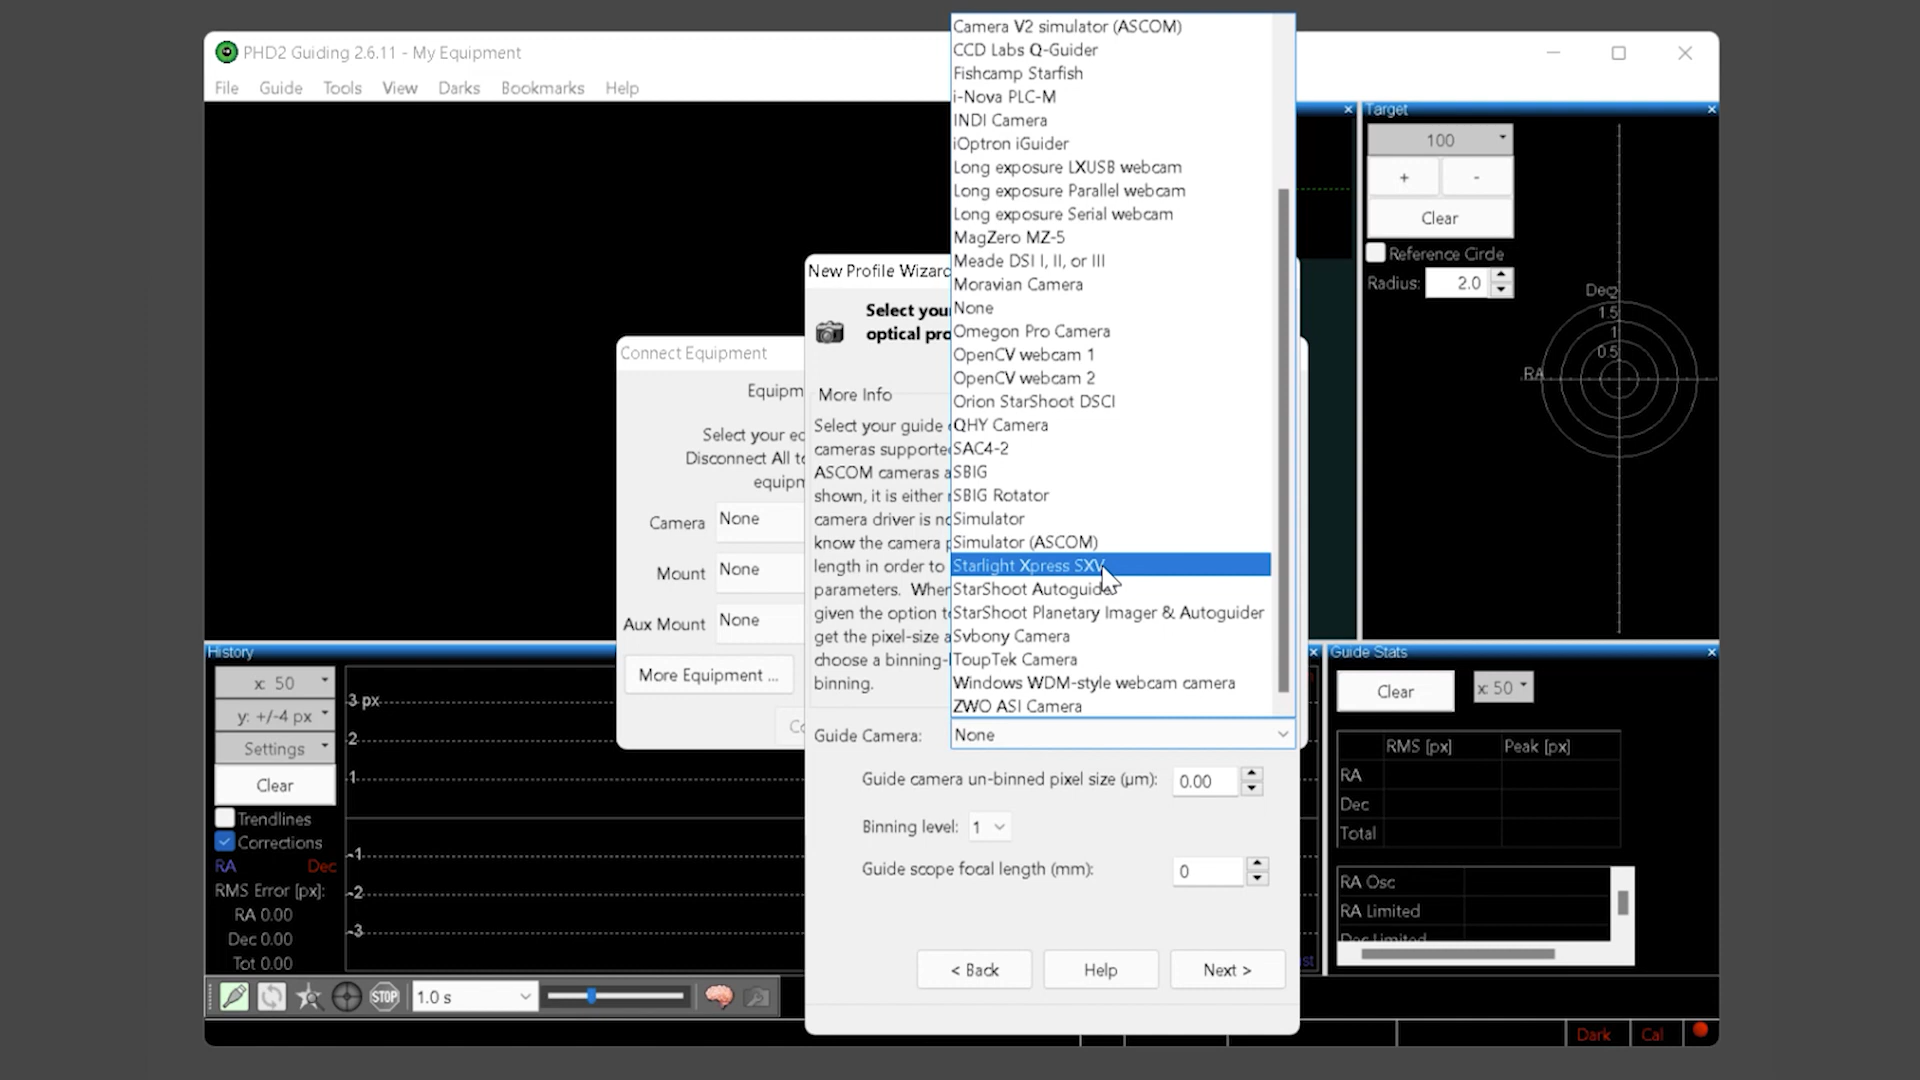 PHD2 Guiding 2.6.11 - My Equipment
File Guide Tools View Darks Bookmarks Help
Camera V2 simulator (ASCOM)
CCD Labs Q-Guider
Fishcamp Starfish
i-Nova PLC-M
INDI Camera
iOptron iGuider
Long exposure LXUSB webcam
Long exposure Parallel webcam
Long exposure Serial webcam
MagZero MZ-5
Meade DSI I, II, or III
Moravian Camera
None
Omegon Pro Camera
OpenCV webcam 1
OpenCV webcam 2
Orion StarShoot DSCI
QHY Camera
SAC4-2
SBIG
SBIG Rotator
Simulator
Simulator (ASCOM)
Starlight Xpress SXV
StarShoot Autoguider
StarShoot Planetary Imager & Autoguider
Svbony Camera
ToupTek Camera
Windows WDM-style webcam camera
ZWO ASI Camera
New Profile Wizard
Select your
optical pro
More Info
Select your guide
cameras supporte
ASCOM cameras a
shown, it is either
camera driver is no
know the camera p
length in order to
parameters. When
given the option to
get the pixel-size a
choose a binning-
binning.
Guide Camera: None
Guide camera un-binned pixel size (µm): 0.00
Binning level: 1
Guide scope focal length (mm): 0
< Back Help Next >
Connect Equipment
Equipm
Select your eq
Disconnect All to
equipm
Camera None
Mount None
Aux Mount None
More Equipment ...
Co
Target
100
+ -
Clear
Reference Circle
Radius: 2.0
Dec
2
1.5
1
0.5
RA
History
x: 50
y: +/-4 px
Settings
Clear
Trendlines
Corrections
RA Dec
RMS Error [px]:
RA 0.00
Dec 0.00
Tot 0.00
3 px
2
1
-1
-2
-3
st
Guide Stats
Clear x: 50
RMS [px] Peak [px]
RA
Dec
Total
RA Osc
RA Limited
Dec Limited
STOP 1.0 s
Dark Cal